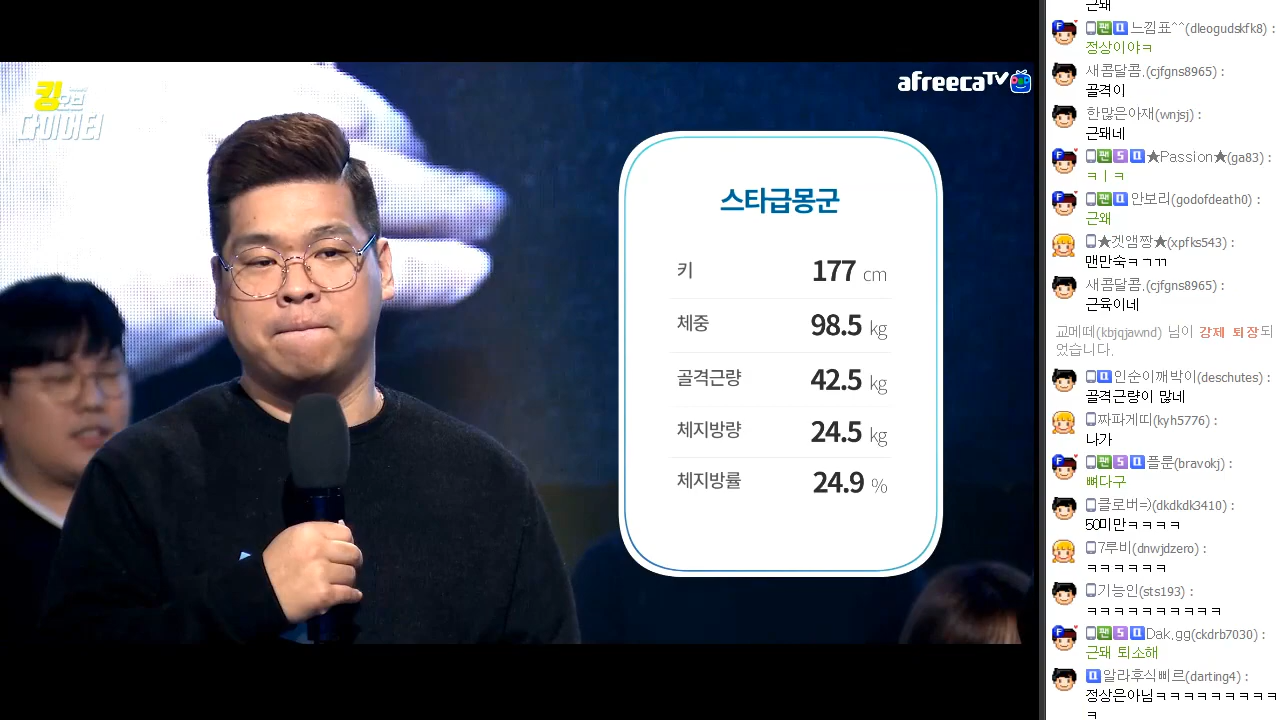 킹오브
다이어터
afreecaTV
스타급몽군
키 177 cm
체중 98.5 kg
골격근량 42.5 kg
체지방량 24.5 kg
체지방률 24.9 %
근돼
F 팬 느낌표^^(dleogudskfk8) :
정상이야ㅋ
새콤달콤.(cjfgns8965) :
골격이
한많은아재(wnjsj) :
근돼네
F 팬 S ★Passion★(ga83) :
ㅋㅣㅋ
F 팬 안보리(godofdeath0) :
근왜
★겟앰짱★(xpfks543) :
맨만숙ㅋㄱㄲ
새콤달콤.(cjfgns8965) :
근육이네
교메떼(kbjqjawnd) 님이 강제 퇴장되
었습니다.
인순이깨박이(deschutes) :
골격근량이 많네
짜파게띠(kyh5776) :
나가
F 팬 S 플룬(bravokj) :
뼈다구
클로버=)(dkdkdk3410) :
50미만ㅋㅋㅋㅋ
7루비(dnwjdzero) :
ㅋㅋㅋㅋㅋㅋ
기능인(sts193) :
ㅋㅋㅋㅋㅋㅋㅋㅋㅋㅋ
F 팬 S Dak.gg(ckdrb7030) :
근돼 퇴소해
알라후식빼르(darting4) :
정상은아님ㅋㅋㅋㅋㅋㅋㅋㅋㅋ
ㅋ